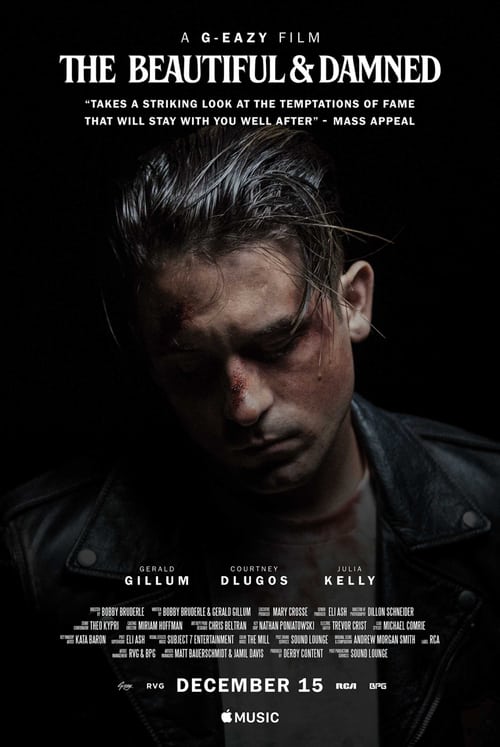 A G-EAZY FILM
THE BEAUTIFUL & DAMNED
“TAKES A STRIKING LOOK AT THE TEMPTATIONS OF FAME
THAT WILL STAY WITH YOU WELL AFTER” - MASS APPEAL
GERALD GILLUM COURTNEY DLUGOS JULIA KELLY
BOBBY BRUDERLE BOBBY BRUDERLE & GERALD GILLUM MARY CROSSE ELI ASH DILLON SCHNEIDER
THEO KYPRI MIRIAM HOFFMAN CHRIS BELTRAN NATHAN PONIATOWSKI TREVOR CRIST MICHAEL COMRIE
KATA BARON ELI ASH SUBJECT 7 ENTERTAINMENT THE MILL SOUND LOUNGE ANDREW MORGAN SMITH RCA
RVG & BPG MATT BAUERSCHMIDT & JAMIL DAVIS DERBY CONTENT SOUND LOUNGE
RVG DECEMBER 15 RCA BPG
MUSIC